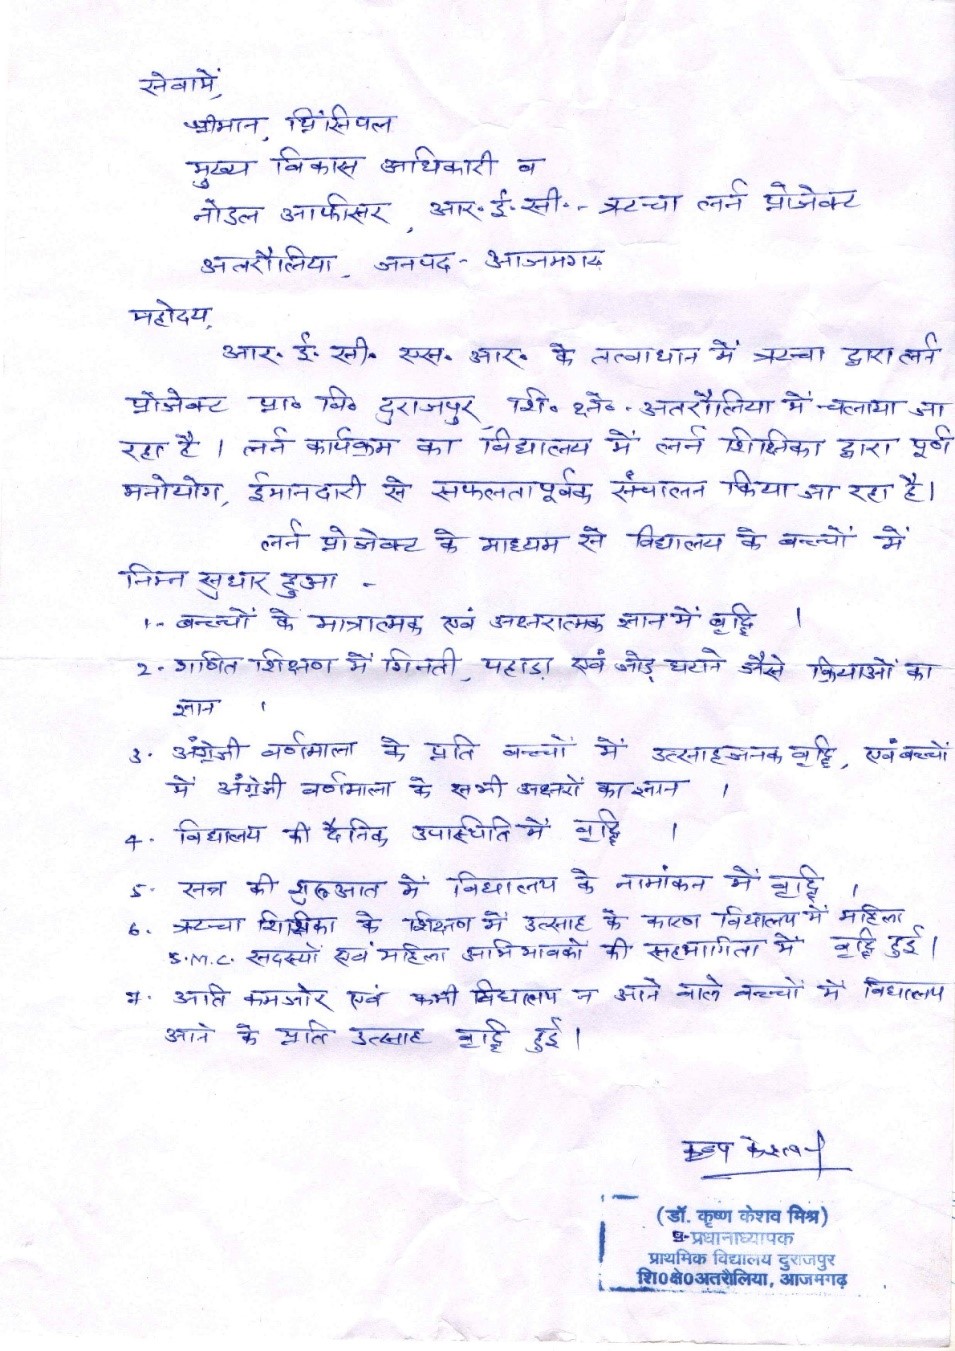 सेवामें,
श्रीमान, प्रिंसिपल
मुख्य विकास अधिकारी व
नोडल आफीसर, आर. ई. सी. - ऋचा लर्न प्रोजेक्ट
अतरौलिया, जनपद - आजमगढ़
महोदय,
आर. ई. सी. एस. आर. के तत्वाधान में ऋचा द्वारा लर्न
प्रोजेक्ट प्रा० वि० दुराजपुर, शि० क्षे० - अतरौलिया में चलाया जा
रहा है। लर्न कार्यक्रम का विद्यालय में लर्न शिक्षिका द्वारा पूर्ण
मनोयोग, ईमानदारी से सफलतापूर्वक संचालन किया जा रहा है।
लर्न प्रोजेक्ट के माध्यम से विद्यालय के बच्चों में
निम्न सुधार हुआ -
1- बच्चों के मात्रात्मक एवं अक्षरात्मक ज्ञान में वृद्धि ।
2- गणित शिक्षण में गिनती, पहाड़ा एवं जोड़ घटाने जैसे क्रियाओं का
ज्ञान ।
3- अंग्रेजी वर्णमाला के प्रति बच्चों में उत्साहजनक वृद्धि, एवं बच्चों
में अंग्रेजी वर्णमाला के सभी अक्षरों का ज्ञान ।
4- विद्यालय की दैनिक उपस्थिति में वृद्धि ।
5- सत्र की शुरुआत में विद्यालय के नामांकन में वृद्धि ।
6- ऋचा शिक्षिका के शिक्षण में उत्साह के कारण विद्यालय में महिला
S.M.C. सदस्यों एवं महिला अभिभावकों की सहभागिता में वृद्धि हुई।
7- अति कमजोर एवं कभी विद्यालय न आने वाले बच्चों में विद्यालय
आने के प्रति उत्साह वृद्धि हुई।
कृष्ण केशव
(डॉ. कृष्ण केशव मिश्र)
प्र-प्रधानाध्यापक
प्राथमिक विद्यालय दुराजपुर
शि0क्षे0अतरौलिया, आजमगढ़